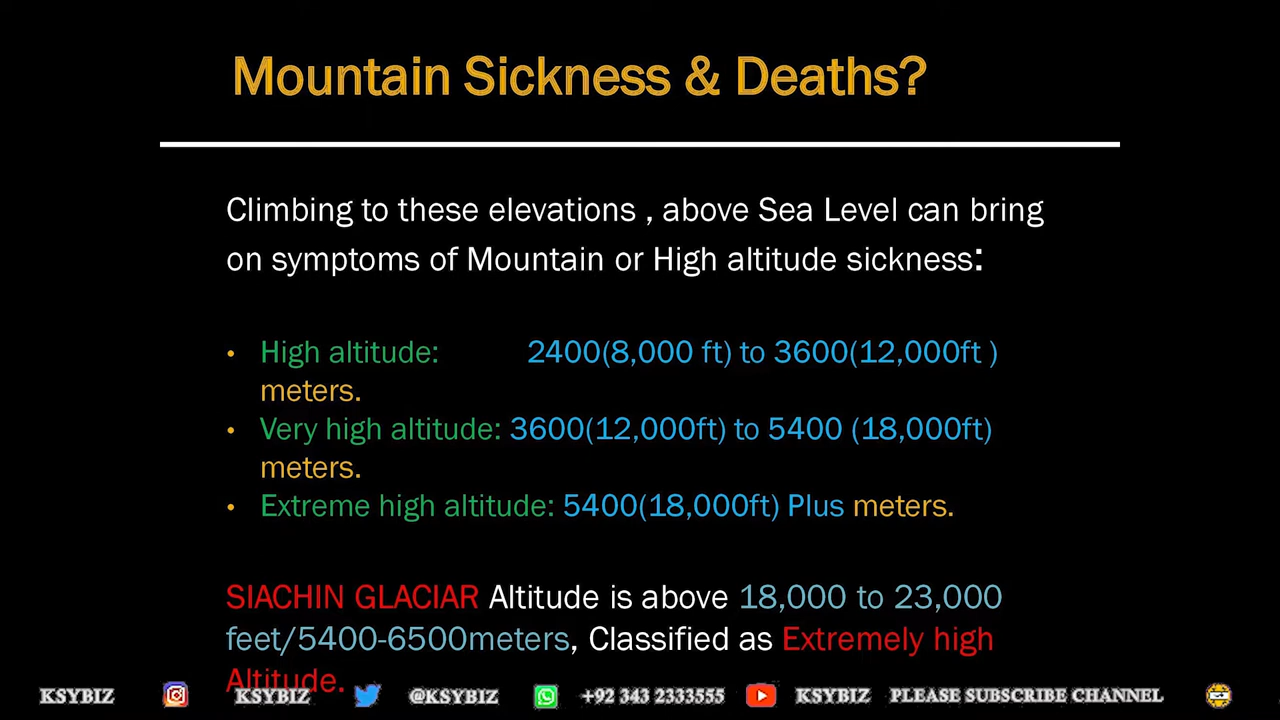 Mountain Sickness & Deaths?
Climbing to these elevations , above Sea Level can bring
on symptoms of Mountain or High altitude sickness:
• High altitude: 2400(8,000 ft) to 3600(12,000ft )
meters.
• Very high altitude: 3600(12,000ft) to 5400 (18,000ft)
meters.
• Extreme high altitude: 5400(18,000ft) Plus meters.
SIACHIN GLACIAR Altitude is above 18,000 to 23,000
feet/5400-6500meters, Classified as Extremely high
Altitude.
KSYBIZ KSYBIZ @KSYBIZ +92 343 2333555 KSYBIZ PLEASE SUBSCRIBE CHANNEL